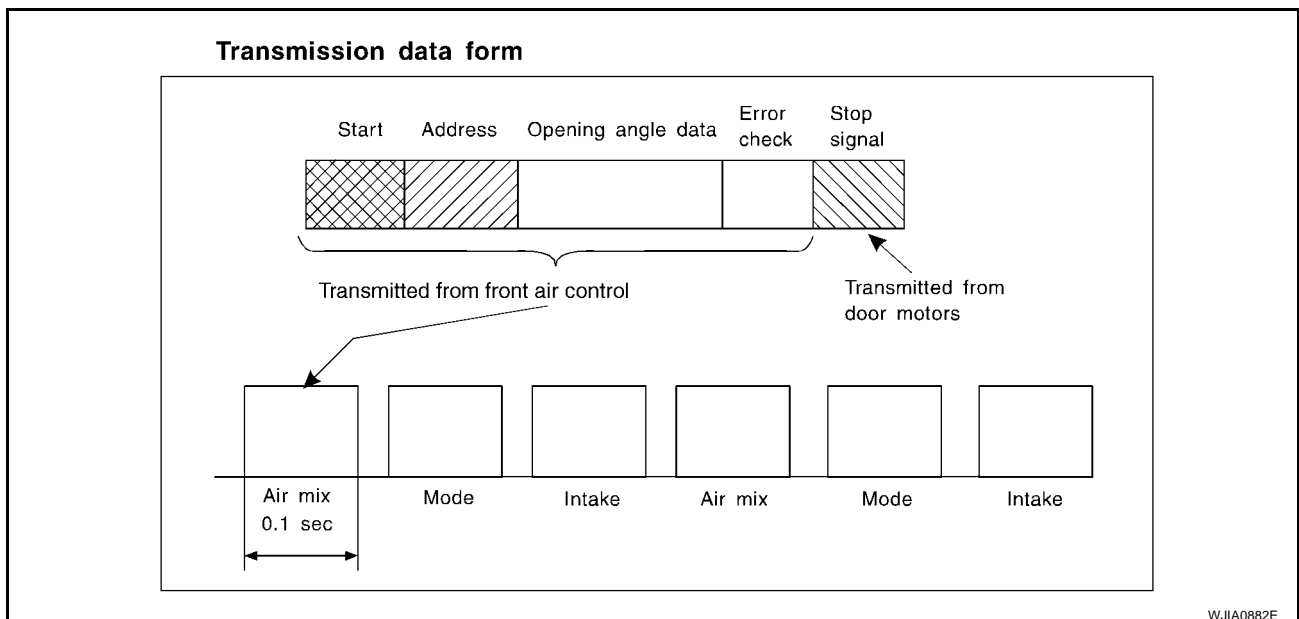 Transmission data form
Start Address Opening angle data Error check Stop signal
Transmitted from front air control
Transmitted from
door motors
Air mix Mode Intake Air mix Mode Intake
0.1 sec
WJIA0882E